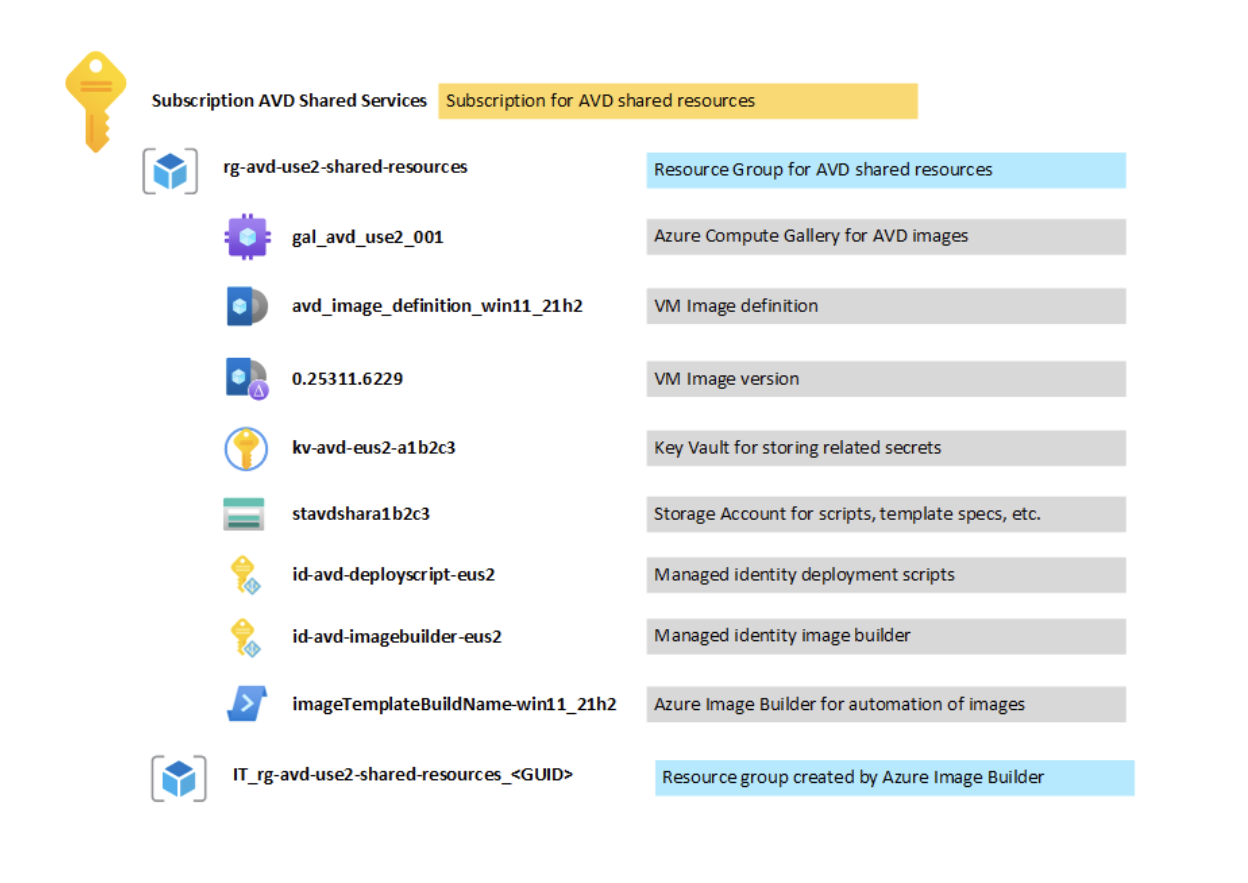 Subscription AVD Shared Services Subscription for AVD shared resources
rg-avd-use2-shared-resources Resource Group for AVD shared resources
gal_avd_use2_001 Azure Compute Gallery for AVD images
avd_image_definition_win11_21h2 VM Image definition
0.25311.6229 VM Image version
kv-avd-eus2-a1b2c3 Key Vault for storing related secrets
stavdshara1b2c3 Storage Account for scripts, template specs, etc.
id-avd-deployscript-eus2 Managed identity deployment scripts
id-avd-imagebuilder-eus2 Managed identity image builder
imageTemplateBuildName-win11_21h2 Azure Image Builder for automation of images
IT_rg-avd-use2-shared-resources_<GUID> Resource group created by Azure Image Builder